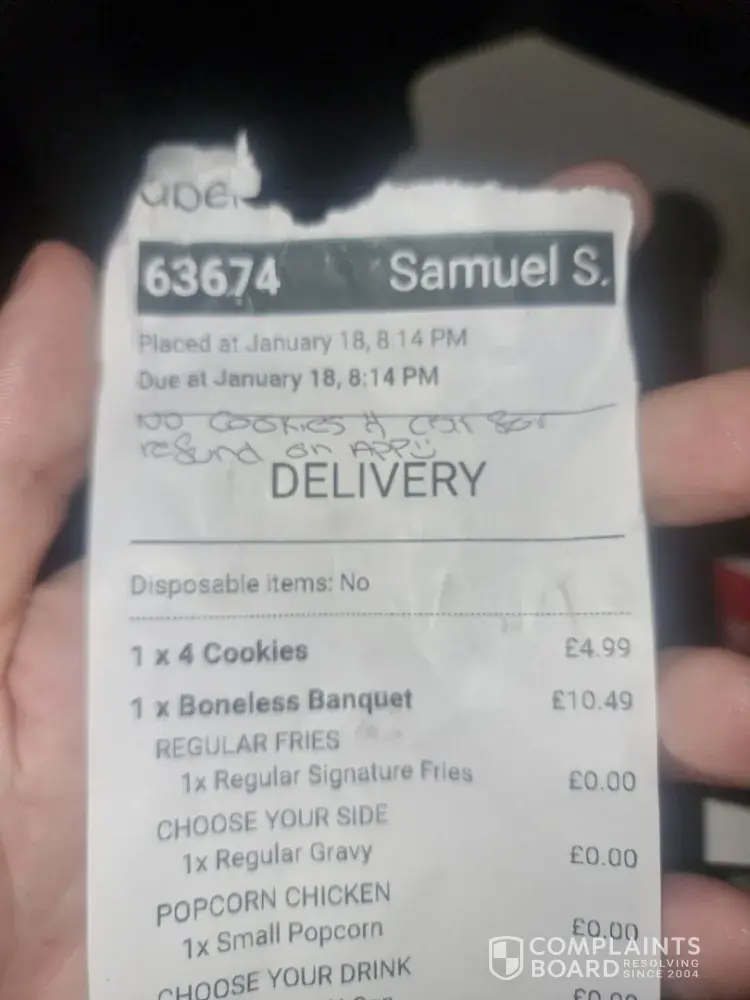 uber
63674 Samuel S.
Placed at January 18, 8:14 PM
Due at January 18, 8:14 PM
NO COOKIES
refund on APP
DELIVERY
Disposable items: No
1 x 4 Cookies £4.99
1 x Boneless Banquet £10.49
REGULAR FRIES
1x Regular Signature Fries £0.00
CHOOSE YOUR SIDE
1x Regular Gravy £0.00
POPCORN CHICKEN
1x Small Popcorn £0.00
CHOOSE YOUR DRINK
£0.00
COMPLAINTS
BOARD RESOLVING
SINCE 2004